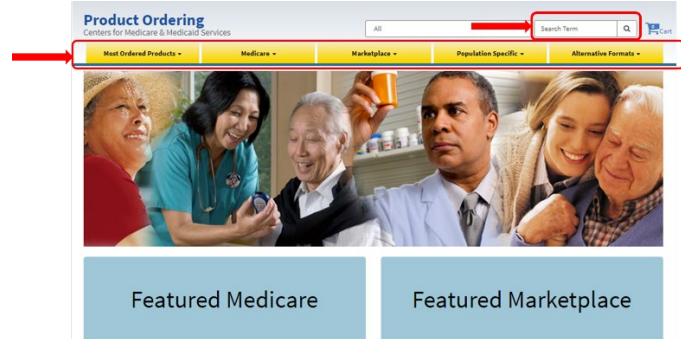 Product Ordering
Centers for Medicare & Medicaid Services
All
Search Term
Cart
Most Ordered Products
Medicare
Marketplace
Population Specific
Alternative Formats
Featured Medicare
Featured Marketplace